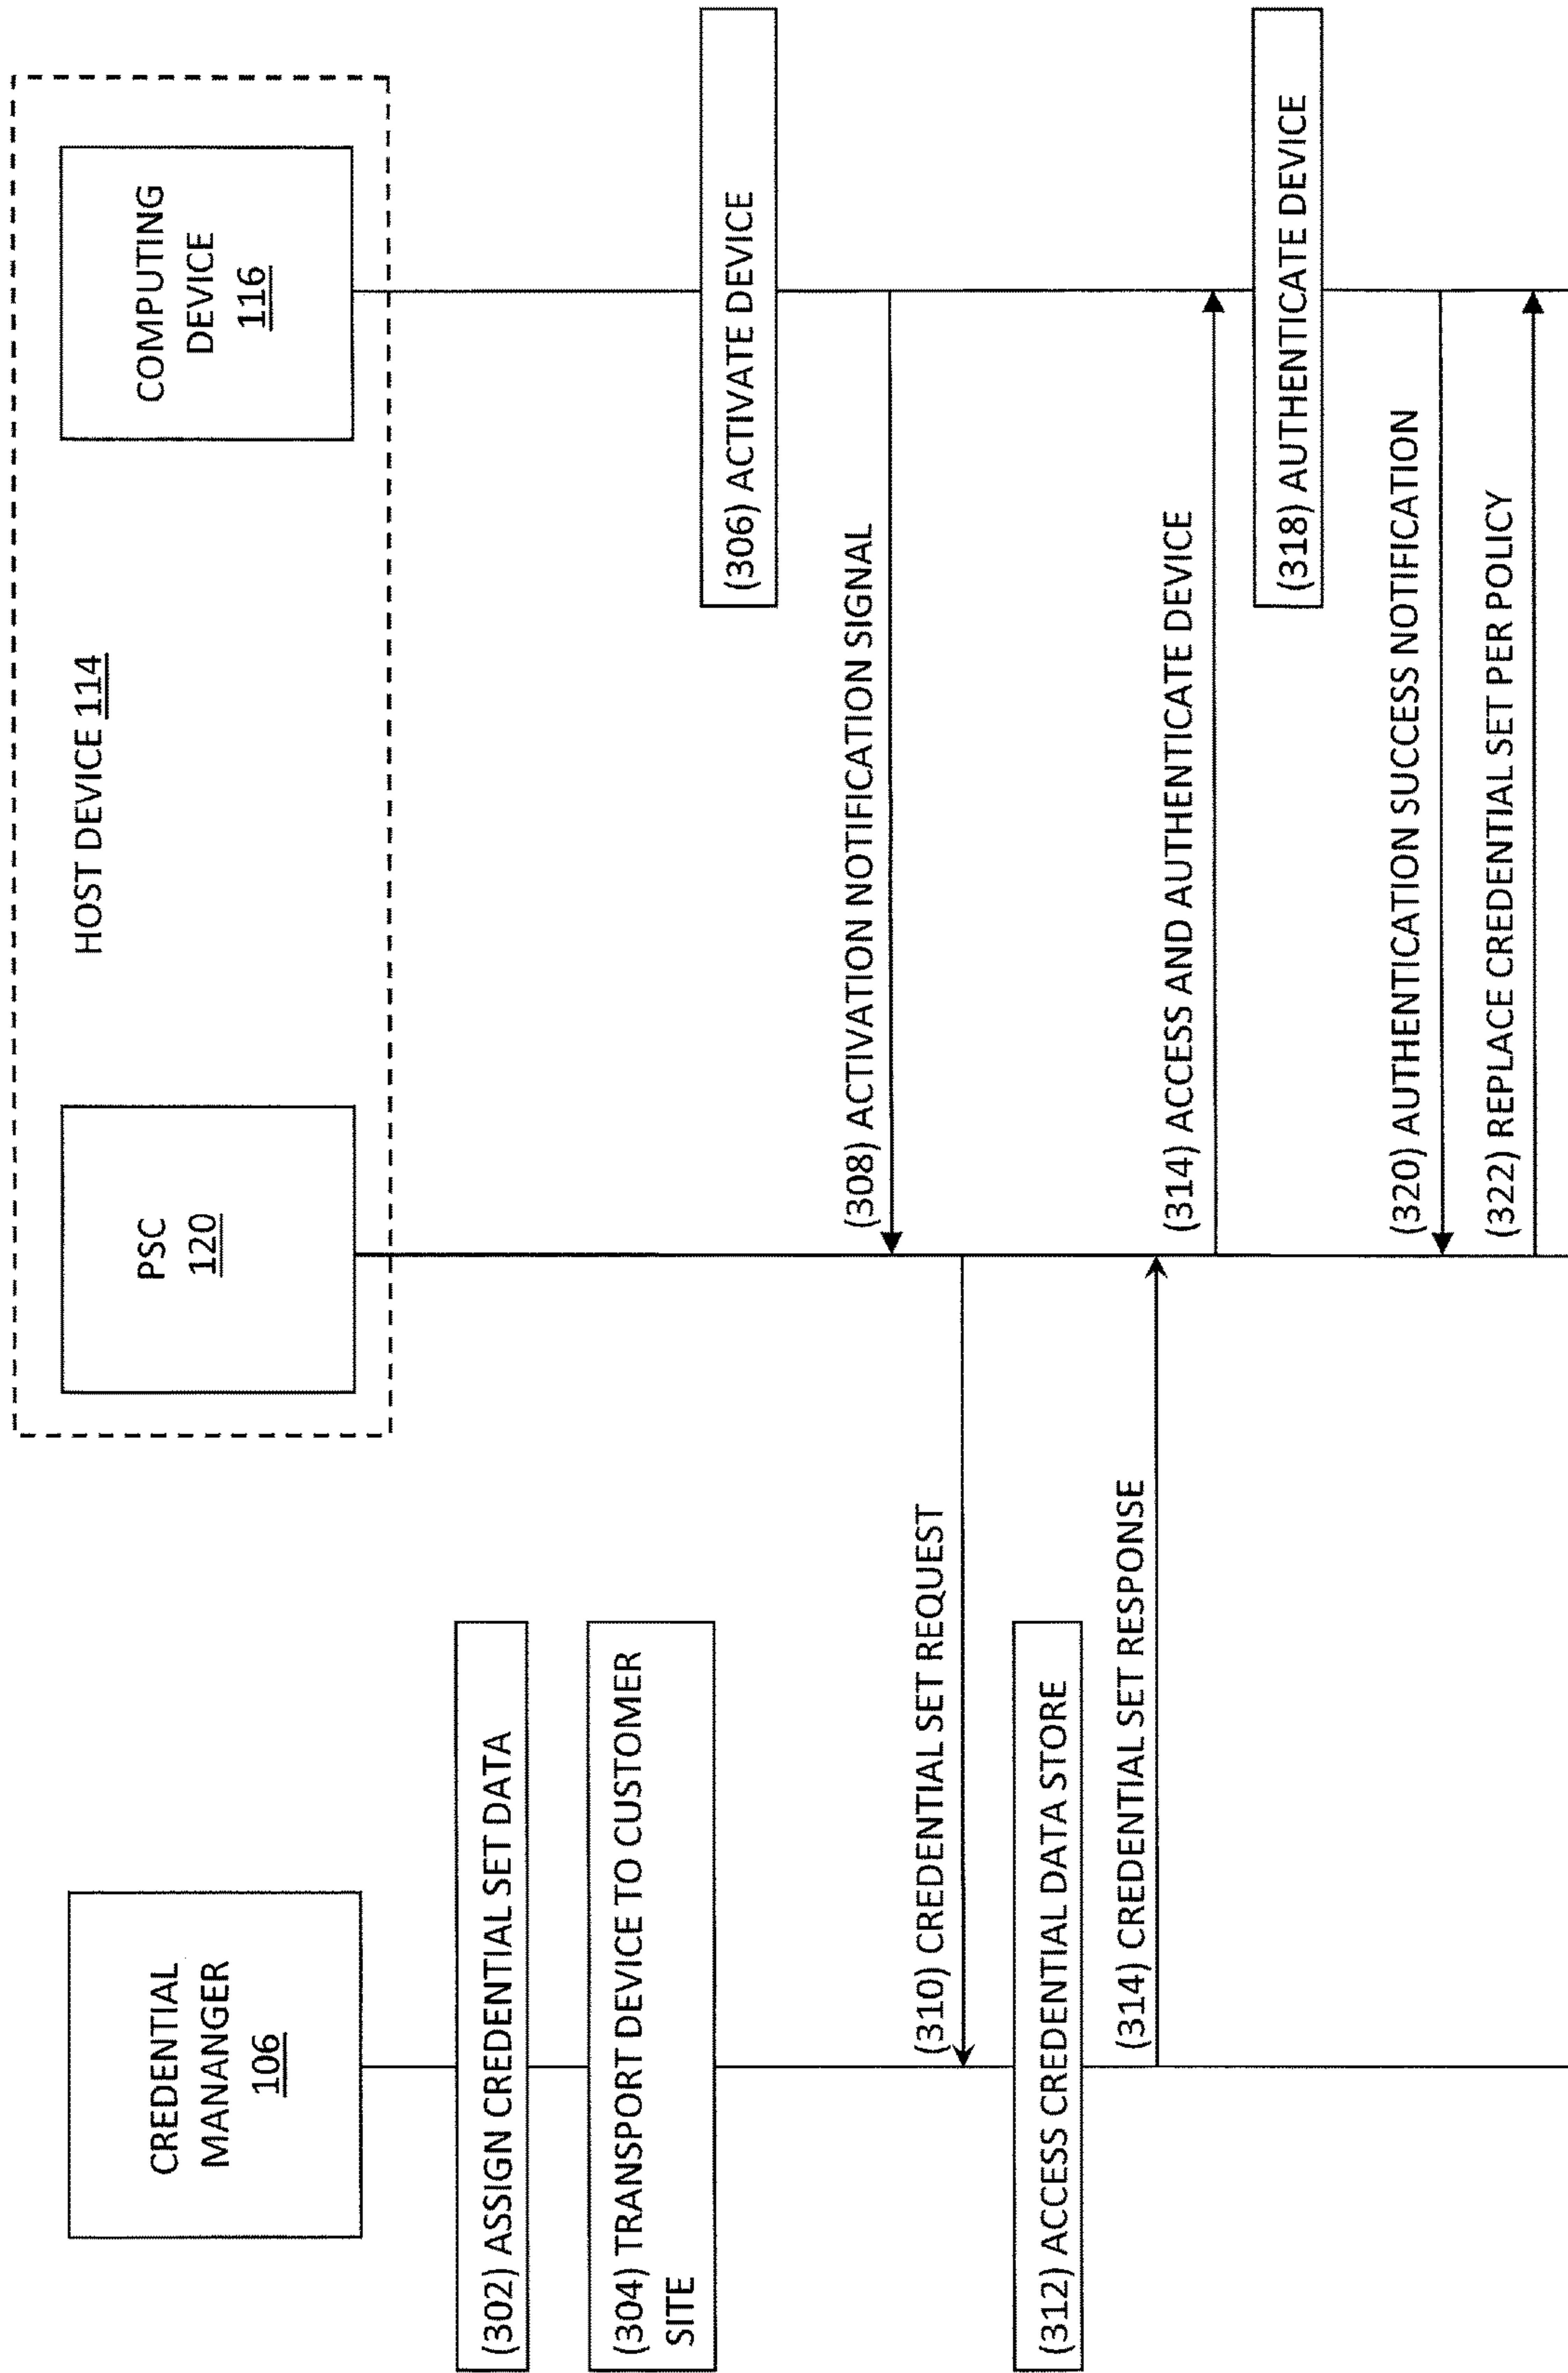 HOST DEVICE 114
CREDENTIAL
MANANGER
106
PSC
120
COMPUTING
DEVICE
116
(302) ASSIGN CREDENTIAL SET DATA
(304) TRANSPORT DEVICE TO CUSTOMER
SITE
(306) ACTIVATE DEVICE
(308) ACTIVATION NOTIFICATION SIGNAL
(310) CREDENTIAL SET REQUEST
(312) ACCESS CREDENTIAL DATA STORE
(314) CREDENTIAL SET RESPONSE
(314) ACCESS AND AUTHENTICATE DEVICE
(318) AUTHENTICATE DEVICE
(320) AUTHENTICATION SUCCESS NOTIFICATION
(322) REPLACE CREDENTIAL SET PER POLICY